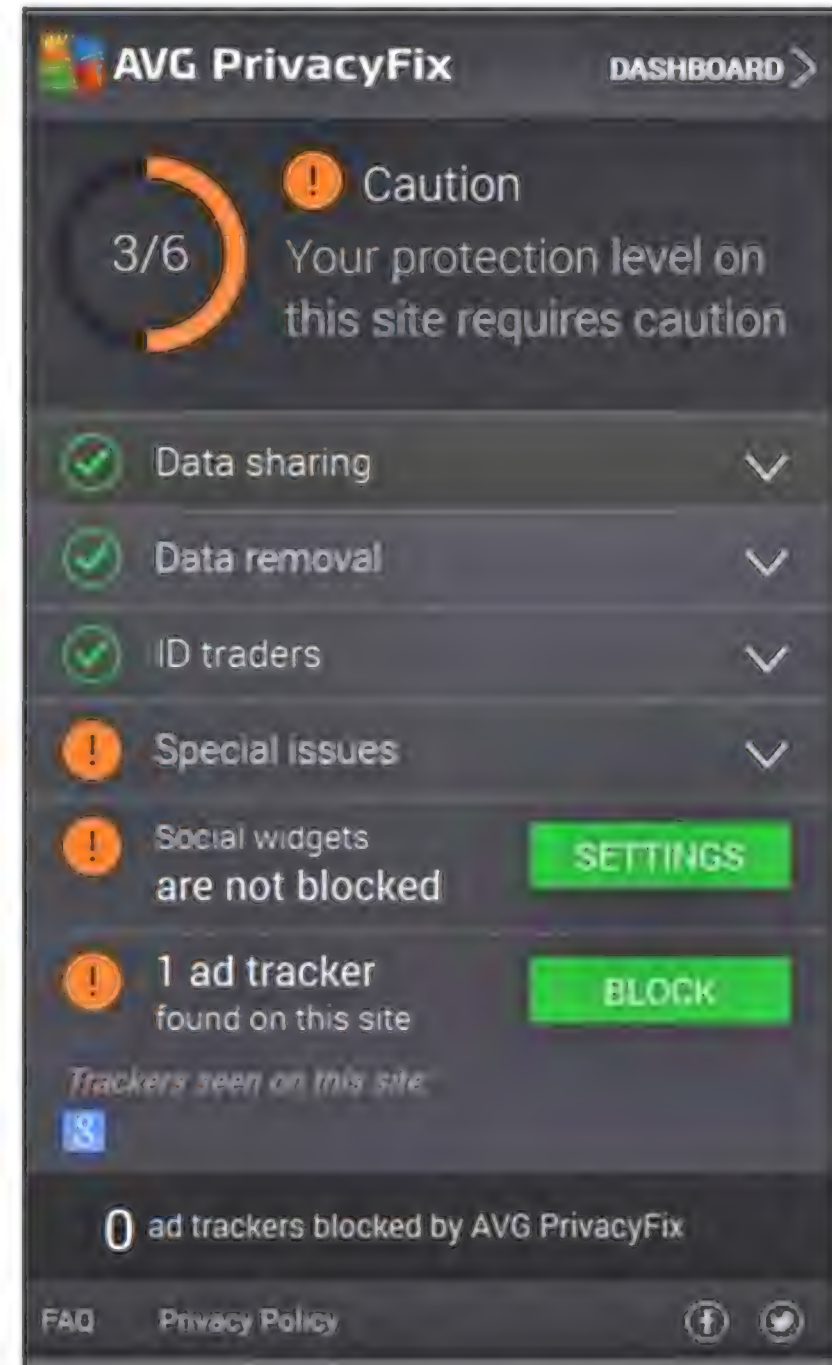 AVG PrivacyFix DASHBOARD
3/6
! Caution
Your protection level on
this site requires caution
Data sharing
Data removal
ID traders
! Special issues
! Social widgets
are not blocked
SETTINGS
! 1 ad tracker
found on this site
BLOCK
Trackers seen on this site:
8
0 ad trackers blocked by AVG PrivacyFix
FAQ Privacy Policy
f